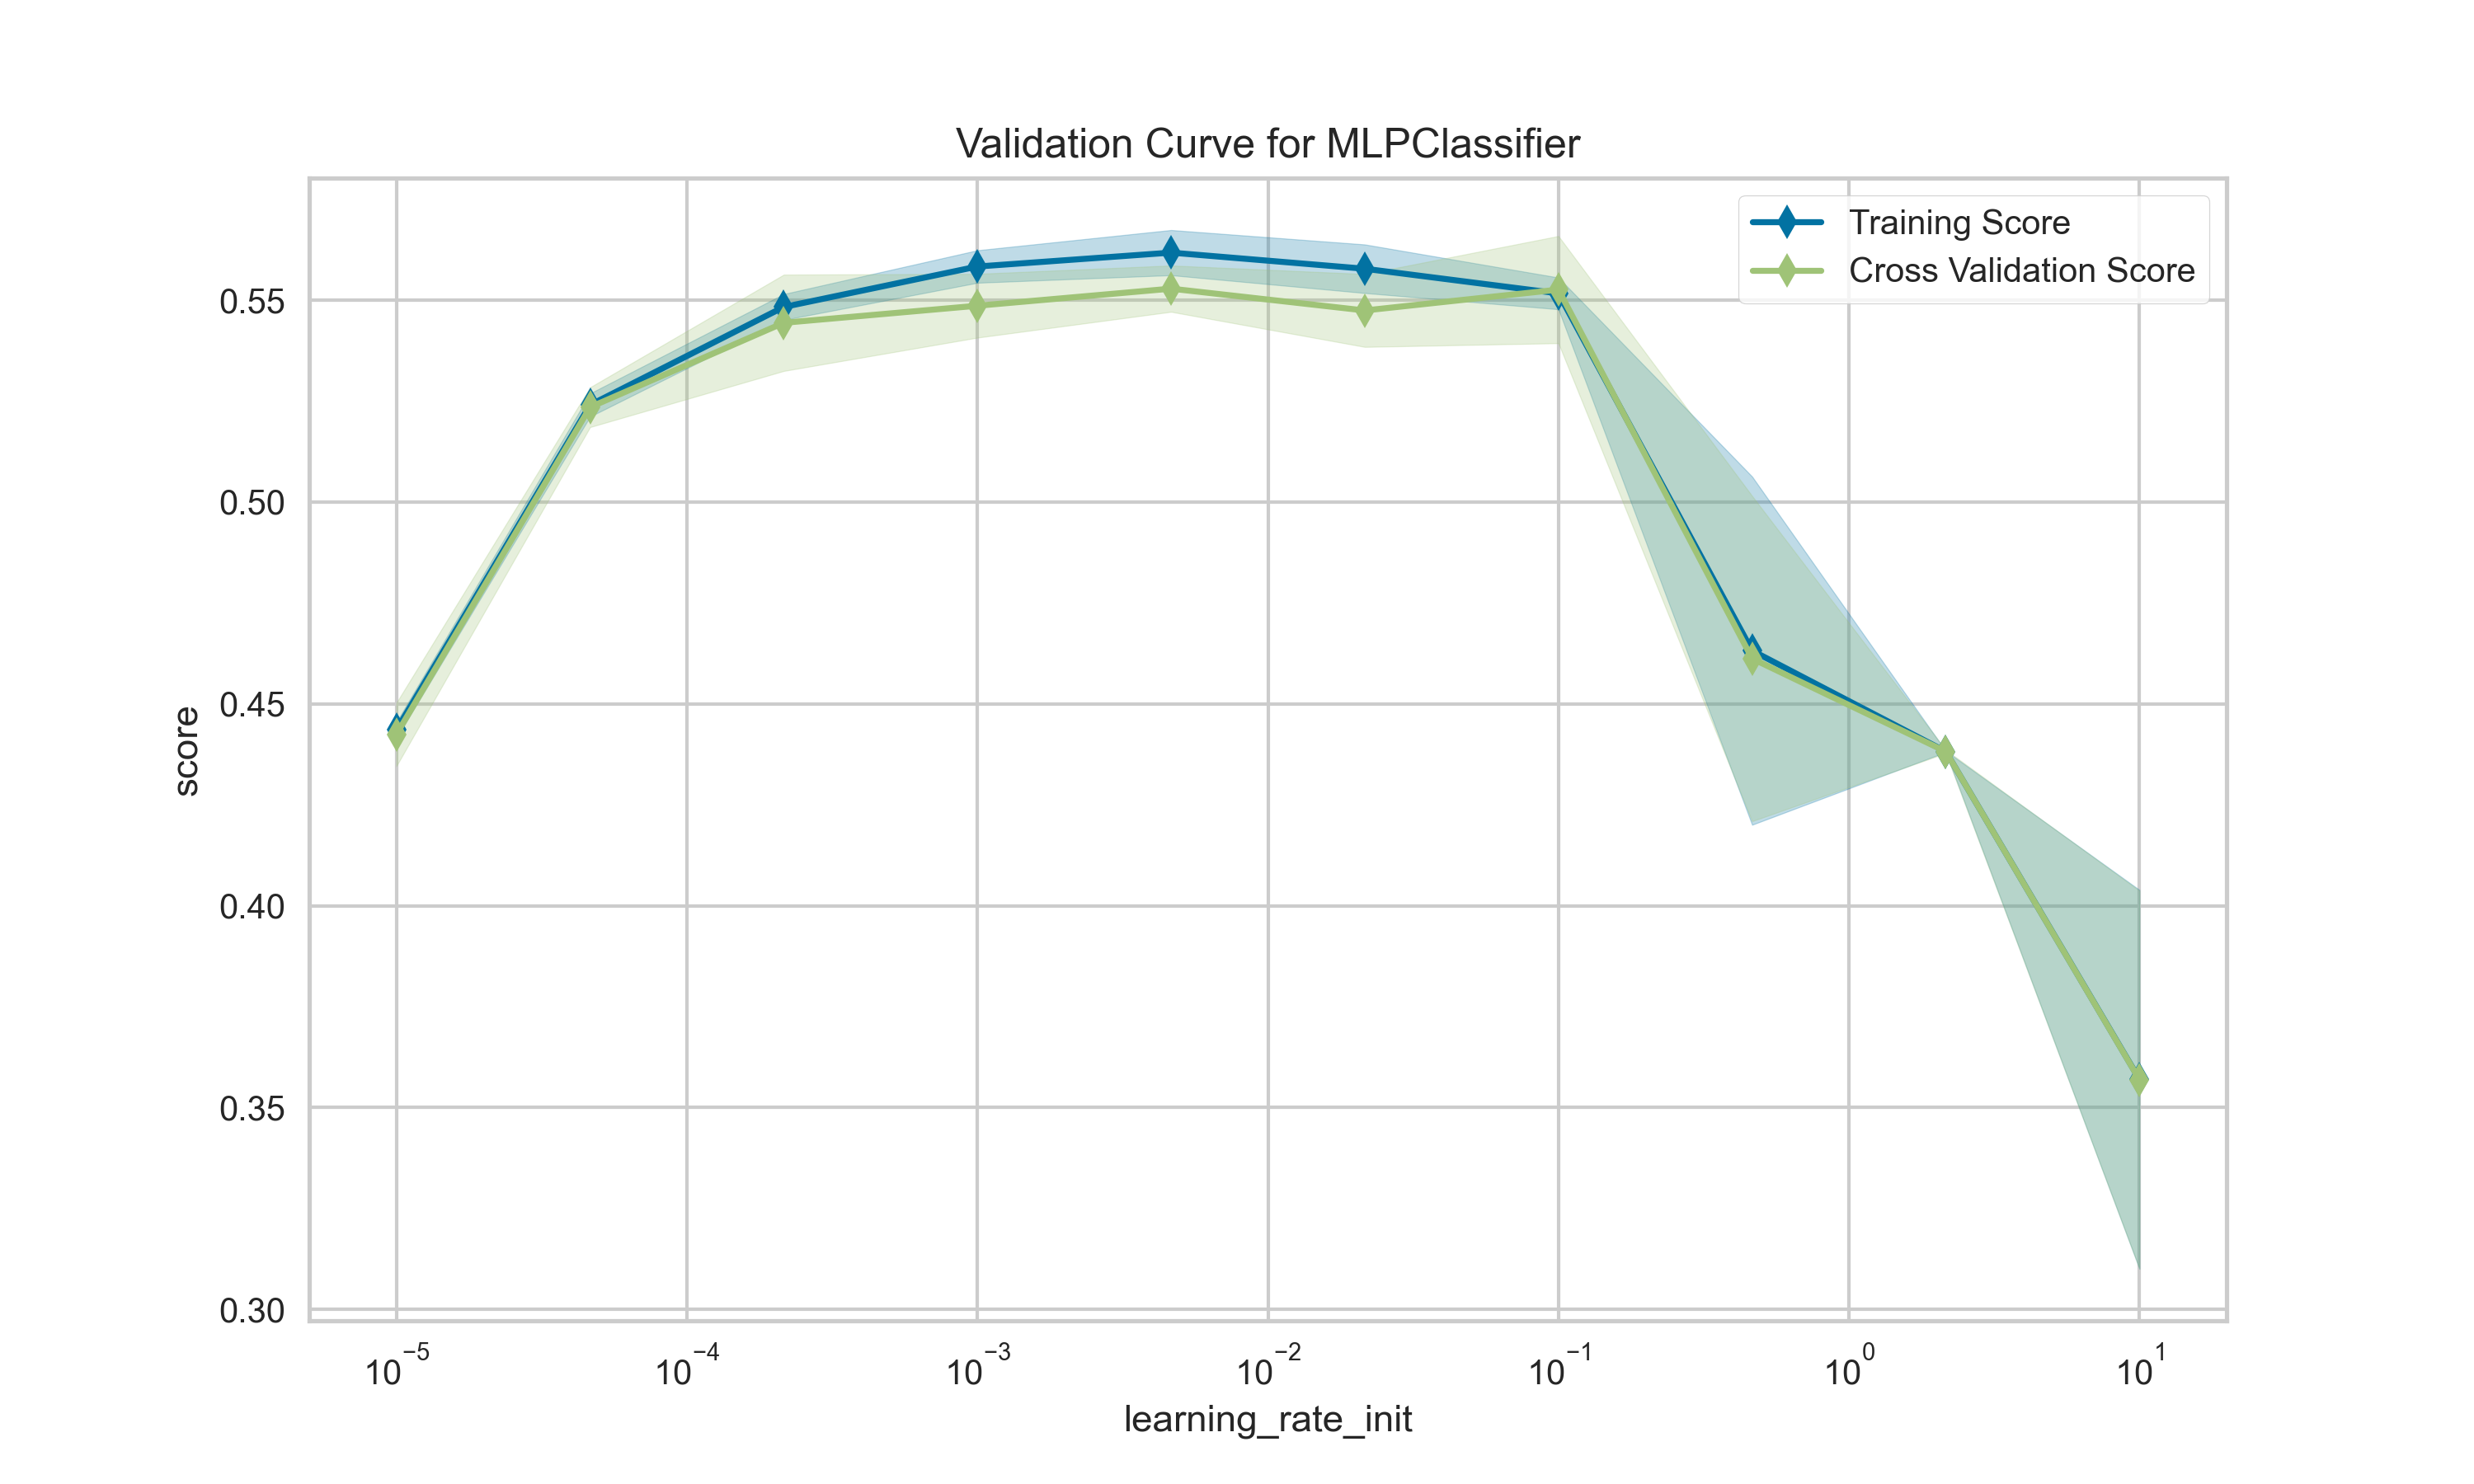 Validation Curve for MLPClassifier
Training Score
Cross Validation Score
0.55
0.50
0.45
0.40
0.35
0.30
score
10⁻⁵ 10⁻⁴ 10⁻³ 10⁻² 10⁻¹ 10⁰ 10¹
learning_rate_init